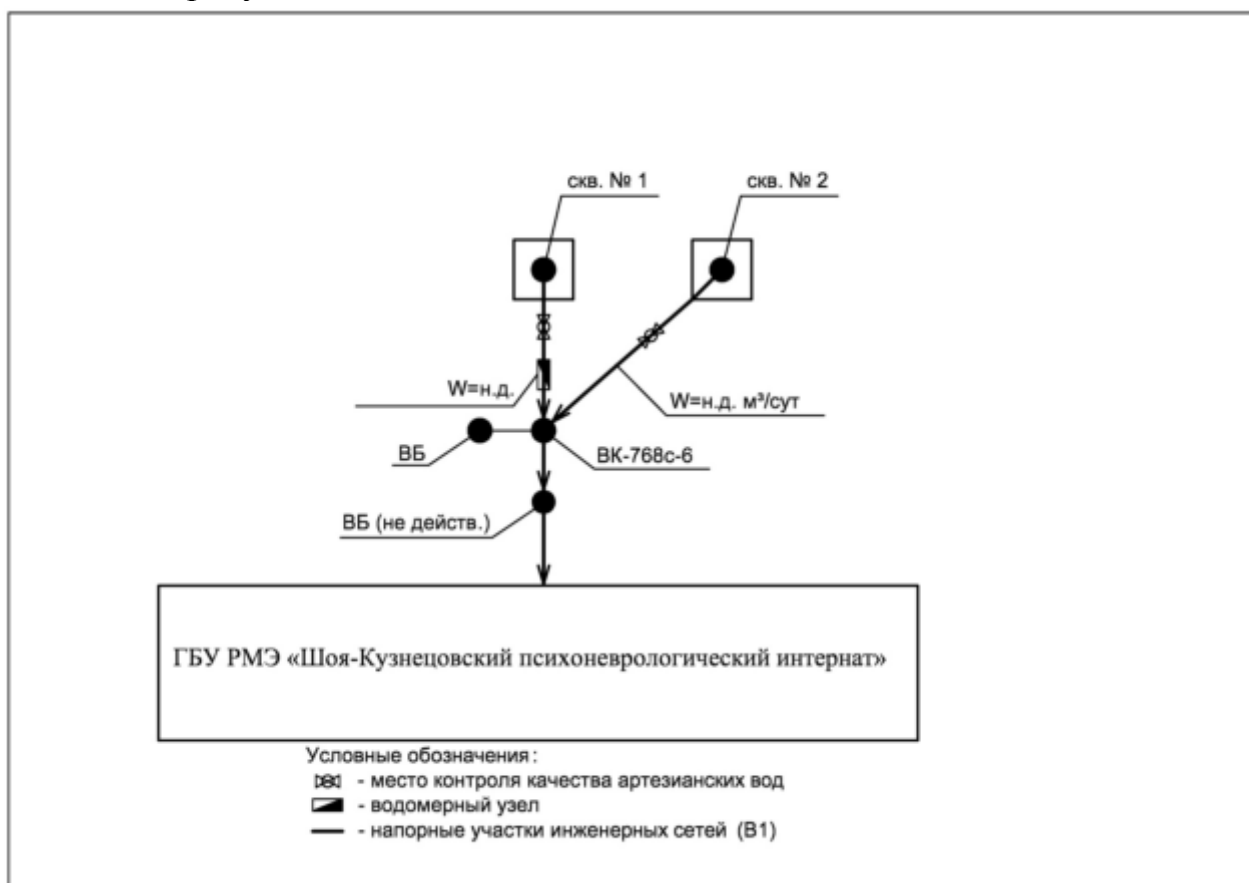 скв. № 1
скв. № 2
W=н.д.
W=н.д. м³/сут
ВБ
ВК-768с-6
ВБ (не действ.)
ГБУ РМЭ «Шоя-Кузнецовский психоневрологический интернат»
Условные обозначения:
- место контроля качества артезианских вод
- водомерный узел
- напорные участки инженерных сетей (В1)